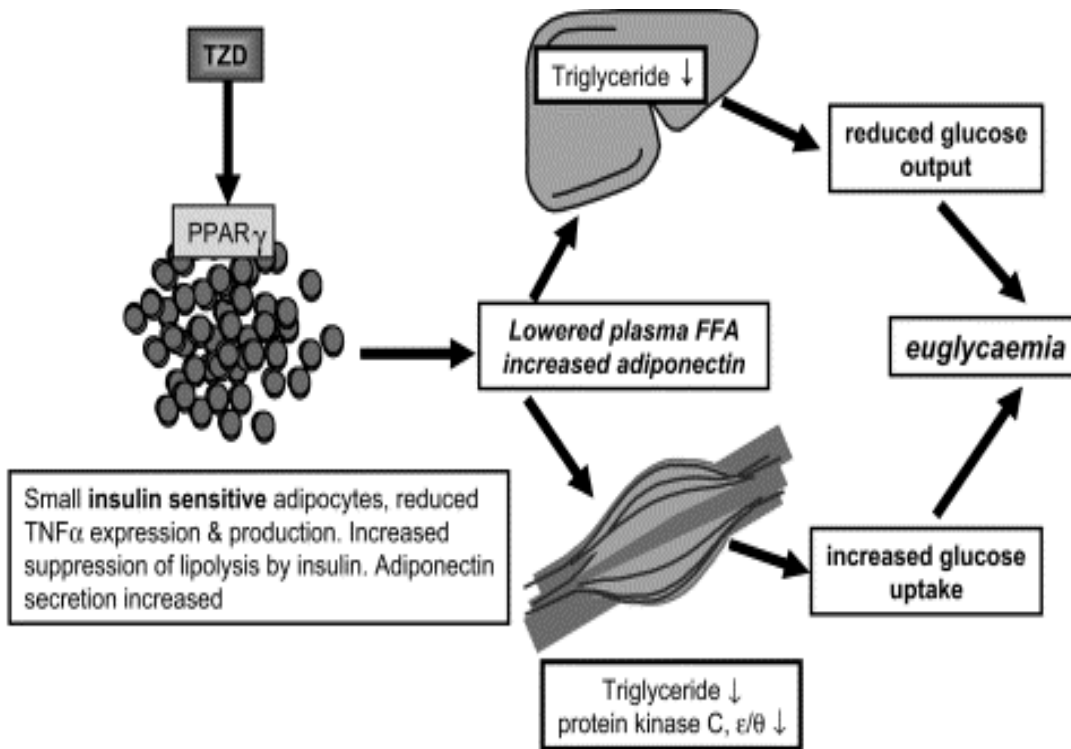 TZD
PPARγ
Small insulin sensitive adipocytes, reduced
TNFα expression & production. Increased
suppression of lipolysis by insulin. Adiponectin
secretion increased
Lowered plasma FFA
increased adiponectin
Triglyceride ↓
Triglyceride ↓
protein kinase C, ε/θ ↓
reduced glucose
output
increased glucose
uptake
euglycaemia